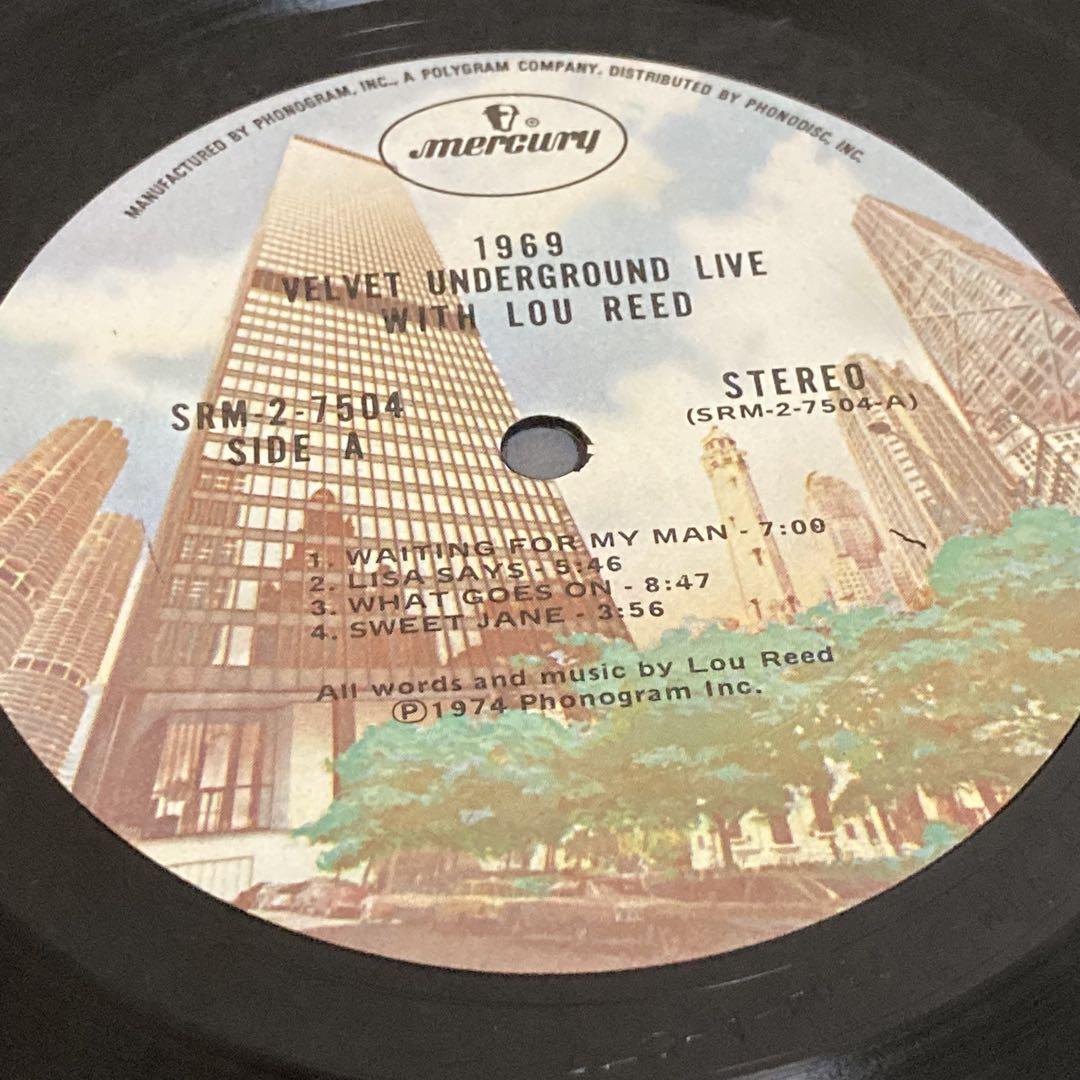 MANUFACTURED BY PHONOGRAM, INC., A POLYGRAM COMPANY. DISTRIBUTED BY PHONODISC, INC.
mercury ®
1969
VELVET UNDERGROUND LIVE
WITH LOU REED
SRM-2-7504
SIDE A
STEREO
(SRM-2-7504-A)
1. WAITING FOR MY MAN - 7:00
2. LISA SAYS - 5:46
3. WHAT GOES ON - 8:47
4. SWEET JANE - 3:56
All words and music by Lou Reed
Ⓟ1974 Phonogram Inc.